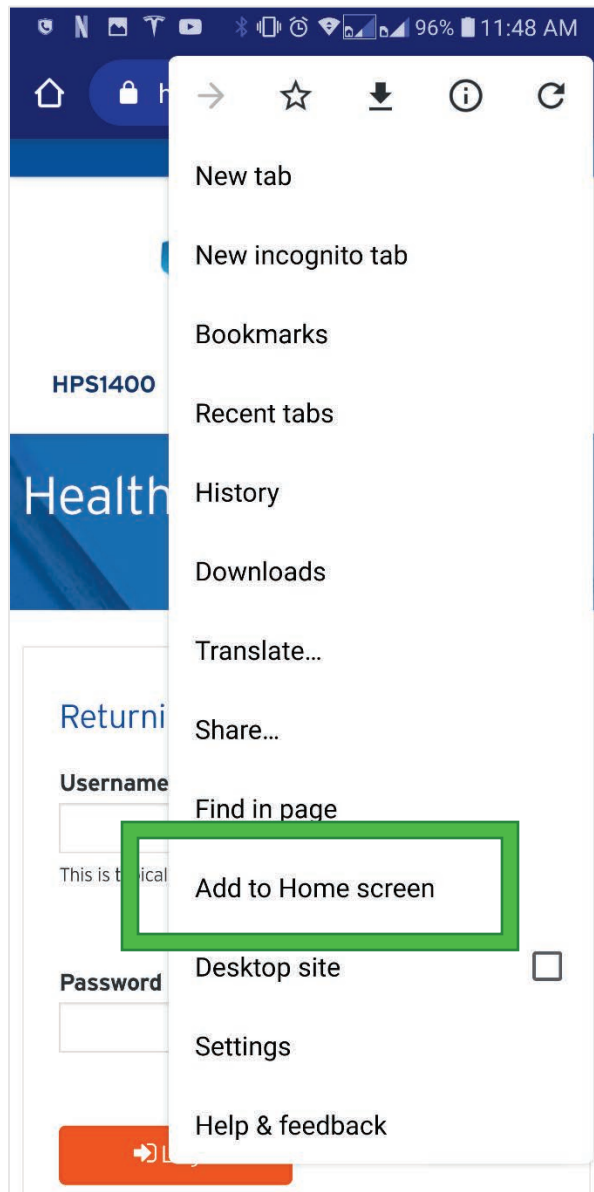 96% 11:48 AM
New tab
New incognito tab
Bookmarks
HPS1400
Recent tabs
Health
History
Downloads
Translate...
Returni
Share...
Username
Find in page
This is
Add to Home screen
Desktop site
Password
Settings
Help & feedback